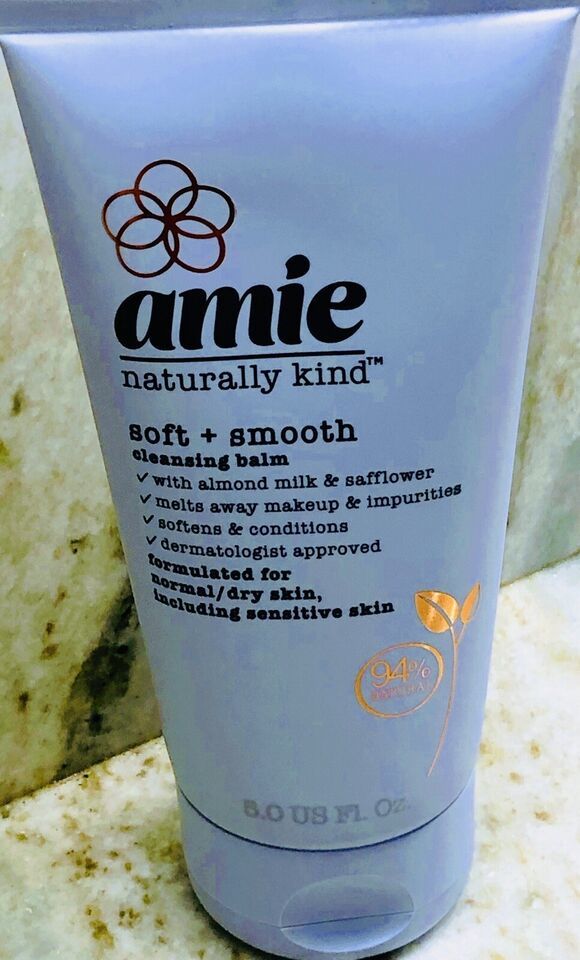 amie
naturally kind™
soft + smooth
cleansing balm
✓ with almond milk & safflower
✓ melts away makeup & impurities
✓ softens & conditions
✓ dermatologist approved
formulated for
normal/dry skin,
including sensitive skin
94%
NATURAL
5.0 US Fl. Oz.